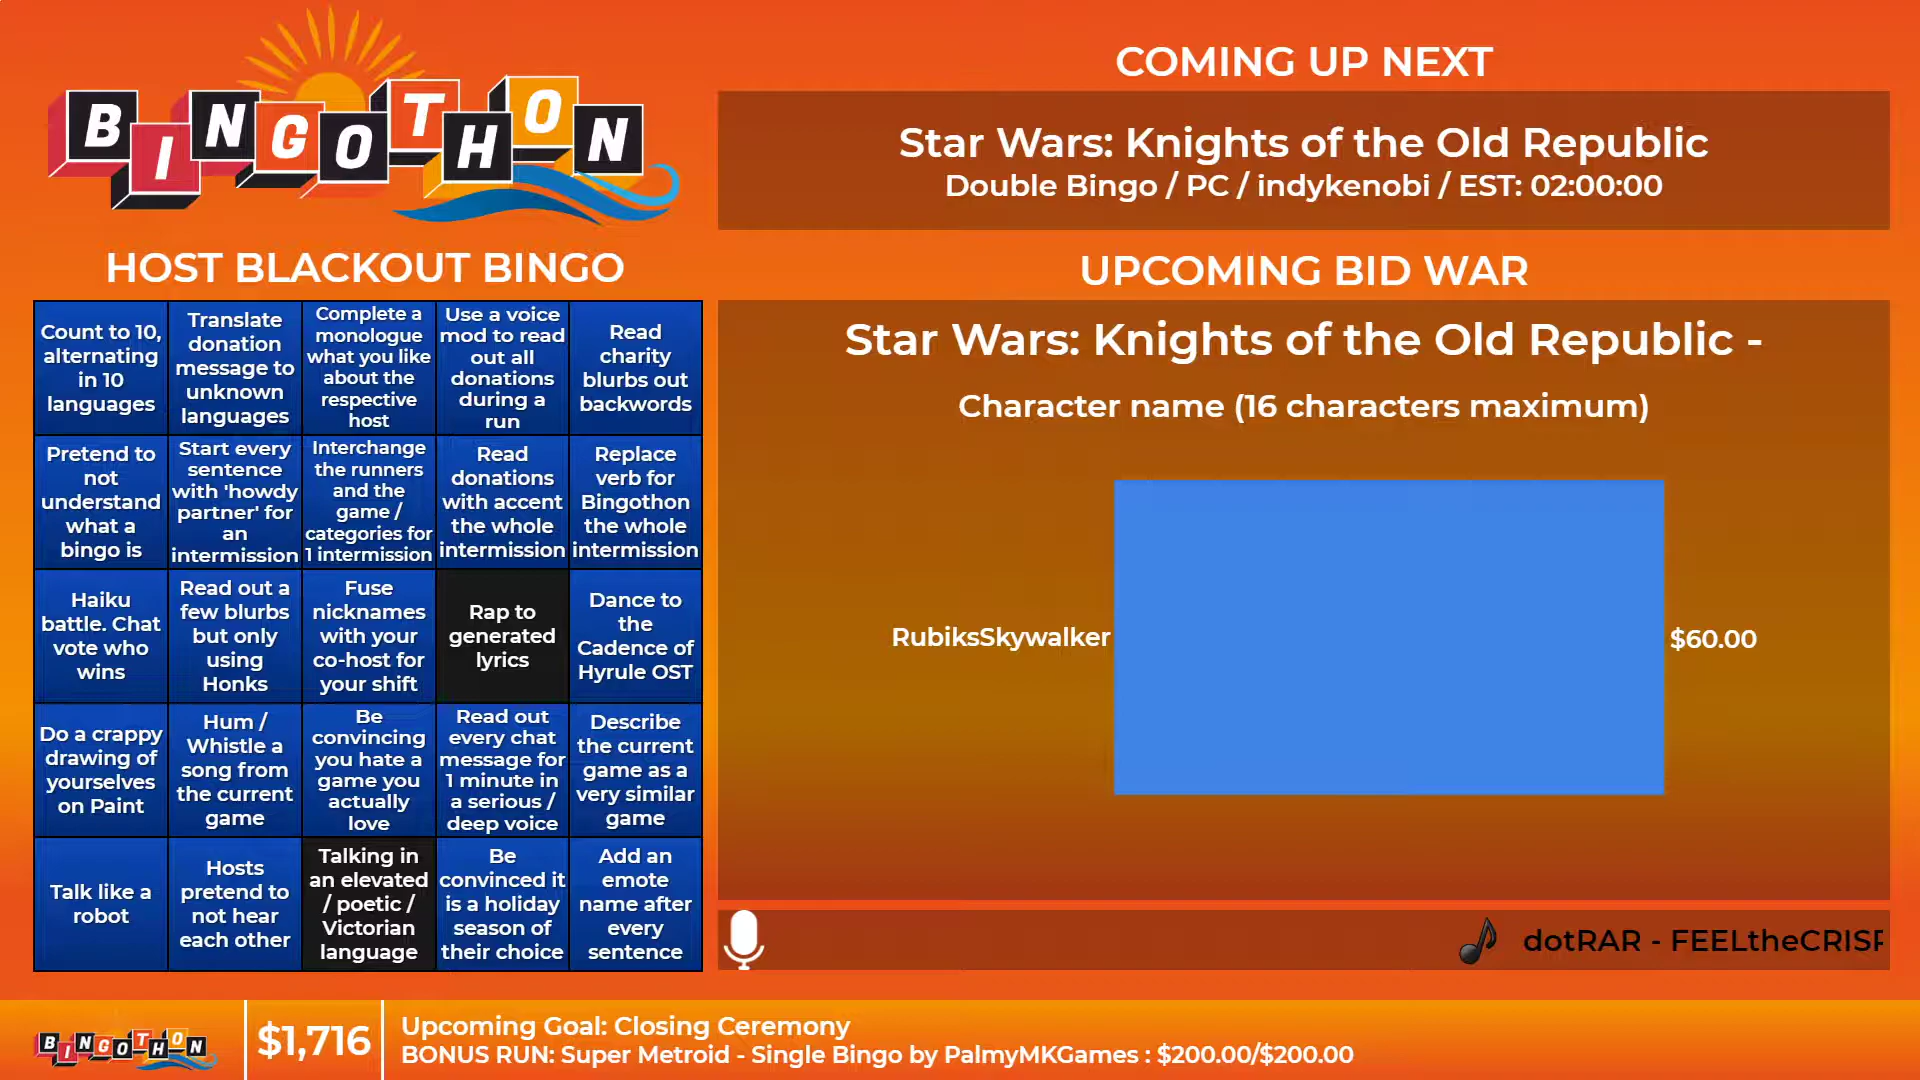 BINGOTHON
COMING UP NEXT
Star Wars: Knights of the Old Republic
Double Bingo / PC / indykenobi / EST: 02:00:00
HOST BLACKOUT BINGO
Count to 10,
alternating
in 10
languages
Translate
donation
message to
unknown
languages
Complete a
monologue
what you like
about the
respective
host
Use a voice
mod to read
out all
donations
during a
run
Read
charity
blurbs out
backwords
Pretend to
not
understand
what a
bingo is
Start every
sentence
with 'howdy
partner' for
an
intermission
Interchange
the runners
and the
game /
categories for
1 intermission
Read
donations
with accent
the whole
intermission
Replace
verb for
Bingothon
the whole
intermission
Haiku
battle. Chat
vote who
wins
Read out a
few blurbs
but only
using
Honks
Fuse
nicknames
with your
co-host for
your shift
Rap to
generated
lyrics
Dance to
the
Cadence of
Hyrule OST
Do a crappy
drawing of
yourselves
on Paint
Hum /
Whistle a
song from
the current
game
Be
convincing
you hate a
game you
actually
love
Read out
every chat
message for
1 minute in
a serious /
deep voice
Describe
the current
game as a
very similar
game
Talk like a
robot
Hosts
pretend to
not hear
each other
Talking in
an elevated
/ poetic /
Victorian
language
Be
convinced it
is a holiday
season of
their choice
Add an
emote
name after
every
sentence
UPCOMING BID WAR
Star Wars: Knights of the Old Republic -
Character name (16 characters maximum)
RubiksSkywalker
$60.00
dotRAR - FEELtheCRISP
BINGOTHON
$1,716
Upcoming Goal: Closing Ceremony
BONUS RUN: Super Metroid - Single Bingo by PalmyMKGames : $200.00/$200.00